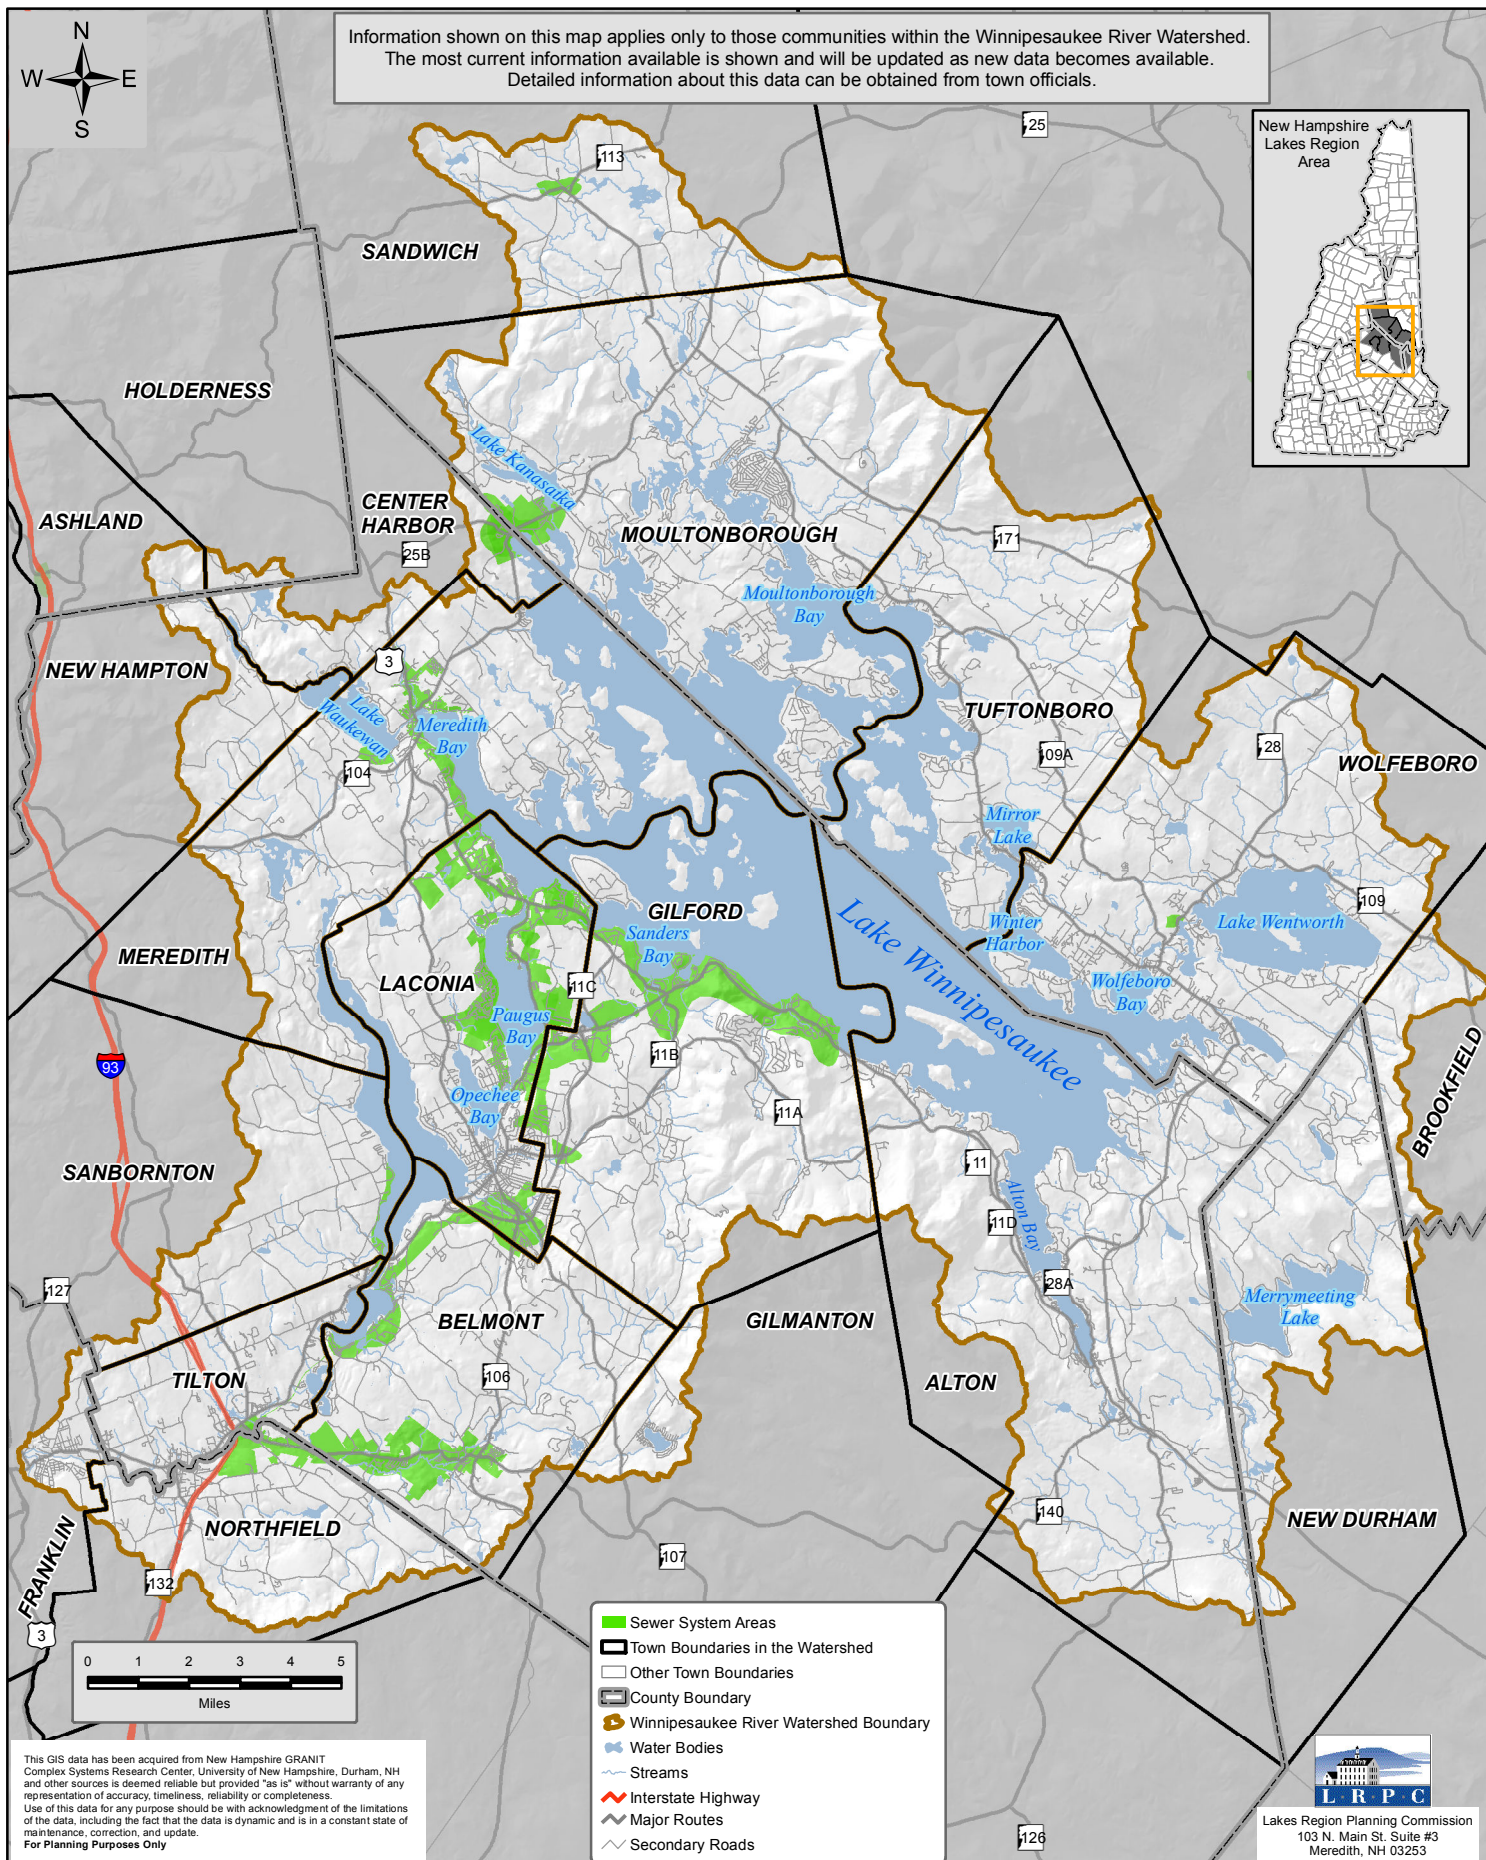 N
W
E
S
Information shown on this map applies only to those communities within the Winnipesaukee River Watershed.
The most current information available is shown and will be updated as new data becomes available.
Detailed information about this data can be obtained from town officials.
New Hampshire
Lakes Region
Area
25
113
SANDWICH
HOLDERNESS
Lake Kanasatka
CENTER
HARBOR
ASHLAND
25B
MOULTONBOROUGH
171
Moultonborough
Bay
NEW HAMPTON
3
Lake
Waukewan
Meredith
Bay
TUFTONBORO
109A
28
WOLFEBORO
104
Mirror
Lake
109
GILFORD
Sanders
Bay
Lake Winnipesaukee
Winter
Harbor
Lake Wentworth
MEREDITH
LACONIA
11C
Wolfeboro
Bay
Paugus
Bay
93
11B
Opechee
Bay
11A
BROOKFIELD
SANBORNTON
11
Alton Bay
11D
127
28A
Merrymeeting
Lake
BELMONT
GILMANTON
TILTON
106
ALTON
NORTHFIELD
140
NEW DURHAM
FRANKLIN
107
132
3
0 1 2 3 4 5
Miles
Sewer System Areas
Town Boundaries in the Watershed
Other Town Boundaries
County Boundary
Winnipesaukee River Watershed Boundary
Water Bodies
Streams
Interstate Highway
Major Routes
Secondary Roads
This GIS data has been acquired from New Hampshire GRANIT
Complex Systems Research Center, University of New Hampshire, Durham, NH
and other sources is deemed reliable but provided "as is" without warranty of any
representation of accuracy, timeliness, reliability or completeness.
Use of this data for any purpose should be with acknowledgment of the limitations
of the data, including the fact that the data is dynamic and is in a constant state of
maintenance, correction, and update.
For Planning Purposes Only
126
L R P C
Lakes Region Planning Commission
103 N. Main St. Suite #3
Meredith, NH 03253